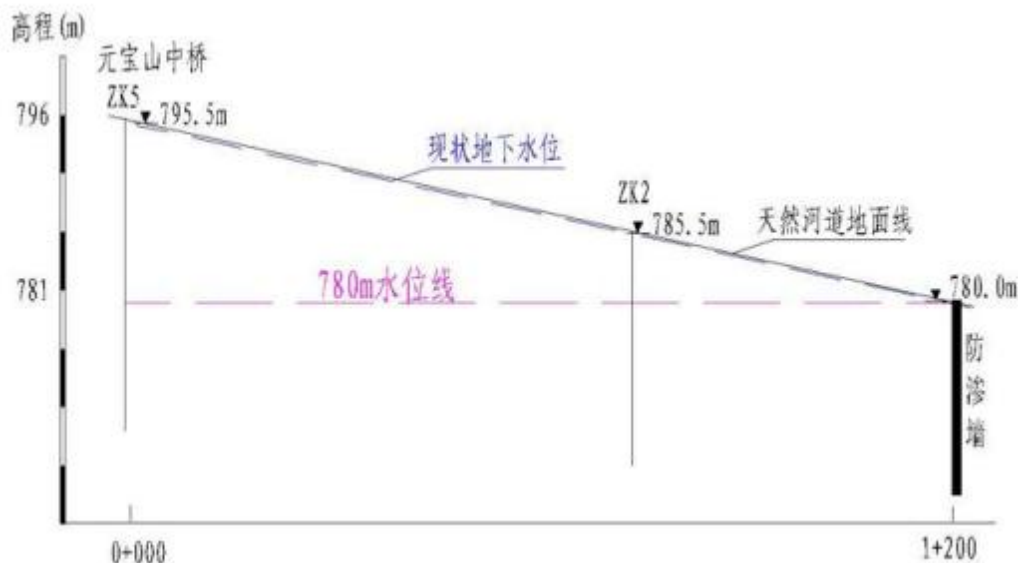 高程(m)
元宝山中桥
ZK5
795.5m
796
现状地下水位
ZK2
785.5m
天然河道地面线
781
780m水位线
780.0m
防渗墙
0+000
1+200